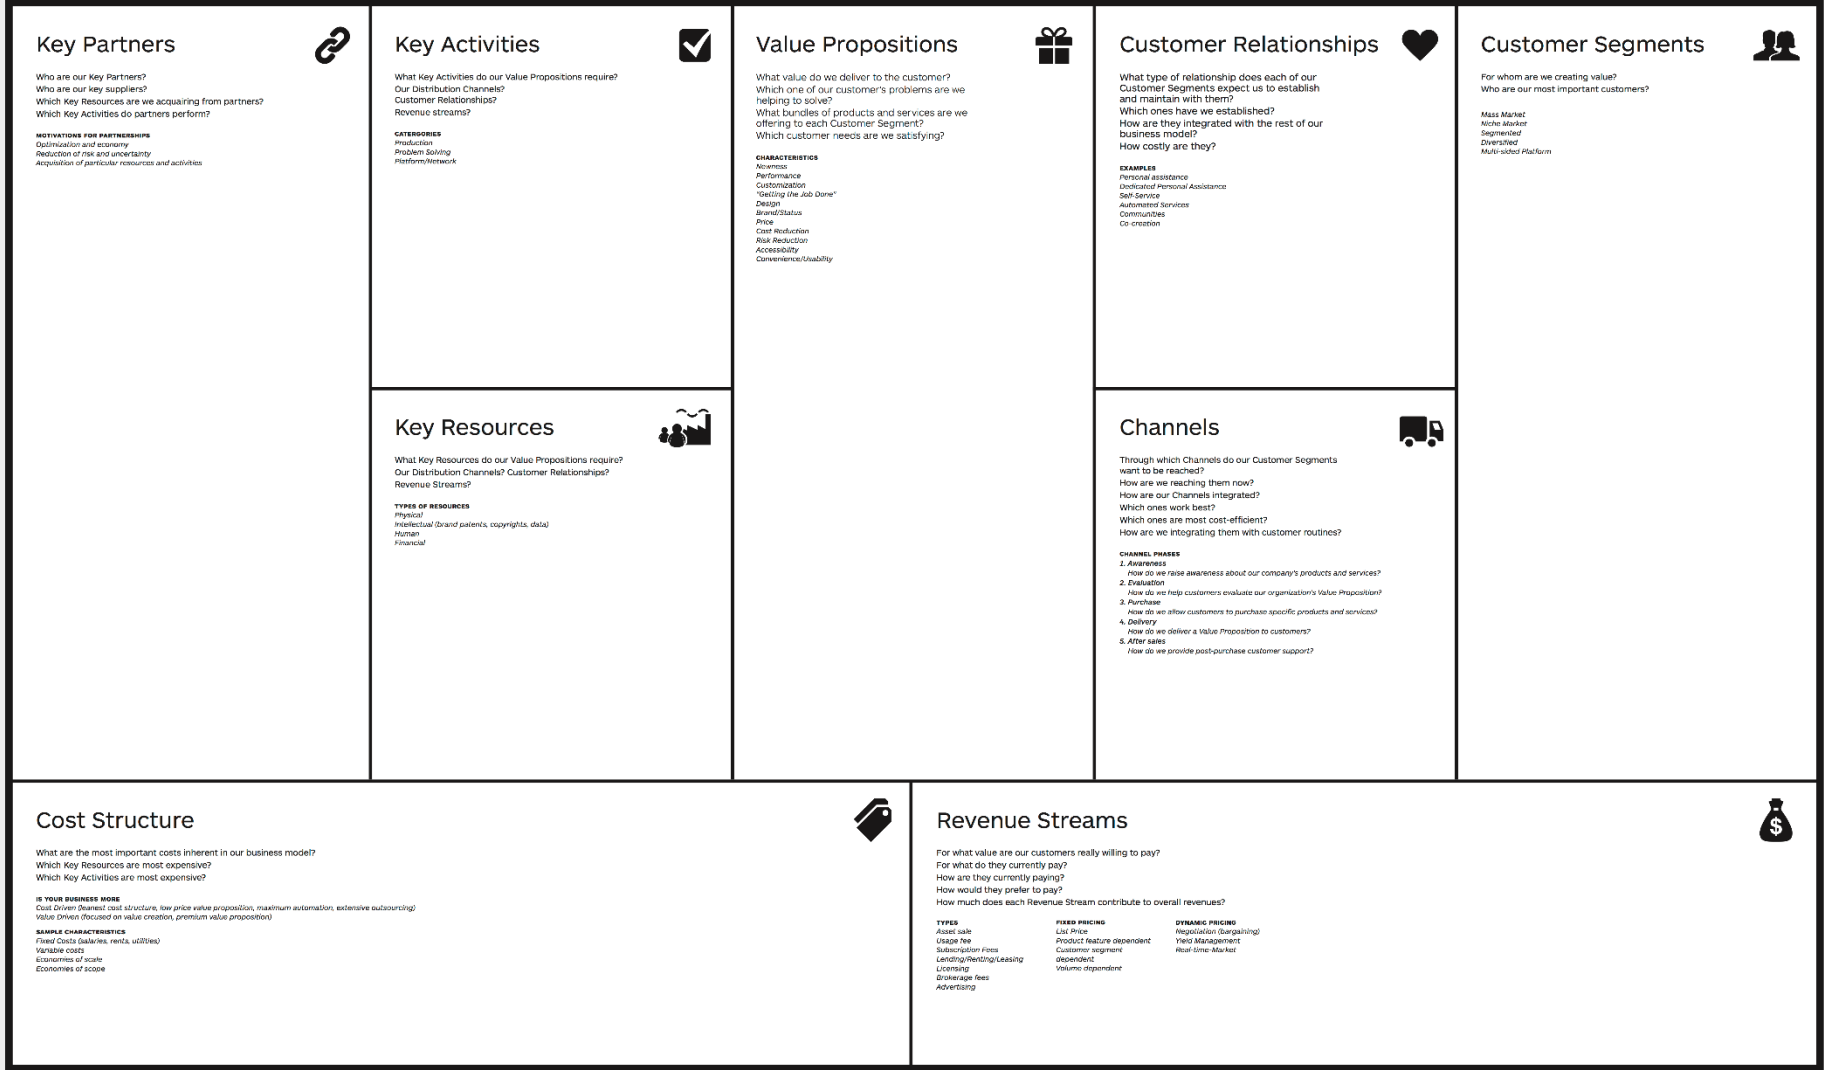 Key Partners
Who are our Key Partners?
Who are our key suppliers?
Which Key Resources are we acquairing from partners?
Which Key Activities do partners perform?
MOTIVATIONS FOR PARTNERSHIPS
Optimization and economy
Reduction of risk and uncertainty
Acquisition of particular resources and activities
Key Activities
What Key Activities do our Value Propositions require?
Our Distribution Channels?
Customer Relationships?
Revenue streams?
CATERGORIES
Production
Problem Solving
Platform/Network
Key Resources
What Key Resources do our Value Propositions require?
Our Distribution Channels? Customer Relationships?
Revenue Streams?
TYPES OF RESOURCES
Physical
Intellectual (brand patents, copyrights, data)
Human
Financial
Value Propositions
What value do we deliver to the customer?
Which one of our customer's problems are we
helping to solve?
What bundles of products and services are we
offering to each Customer Segment?
Which customer needs are we satisfying?
CHARACTERISTICS
Newness
Performance
Customization
"Getting the Job Done"
Design
Brand/Status
Price
Cost Reduction
Risk Reduction
Accessibility
Convenience/Usability
Customer Relationships
What type of relationship does each of our
Customer Segments expect us to establish
and maintain with them?
Which ones have we established?
How are they integrated with the rest of our
business model?
How costly are they?
EXAMPLES
Personal assistance
Dedicated Personal Assistance
Self-Service
Automated Services
Communities
Co-creation
Channels
Through which Channels do our Customer Segments
want to be reached?
How are we reaching them now?
How are our Channels integrated?
Which ones work best?
Which ones are most cost-efficient?
How are we integrating them with customer routines?
CHANNEL PHASES
1. Awareness
How do we raise awareness about our company's products and services?
2. Evaluation
How do we help customers evaluate our organization's Value Proposition?
3. Purchase
How do we allow customers to purchase specific products and services?
4. Delivery
How do we deliver a Value Proposition to customers?
5. After sales
How do we provide post-purchase customer support?
Customer Segments
For whom are we creating value?
Who are our most important customers?
Mass Market
Niche Market
Segmented
Diversified
Multi-sided Platform
Cost Structure
What are the most important costs inherent in our business model?
Which Key Resources are most expensive?
Which Key Activities are most expensive?
IS YOUR BUSINESS MORE
Cost Driven (leanest cost structure, low price value proposition, maximum automation, extensive outsourcing)
Value Driven (focused on value creation, premium value proposition)
SAMPLE CHARACTERISTICS
Fixed Costs (salaries, rents, utilities)
Variable costs
Economies of scale
Economies of scope
Revenue Streams
For what value are our customers really willing to pay?
For what do they currently pay?
How are they currently paying?
How would they prefer to pay?
How much does each Revenue Stream contribute to overall revenues?
TYPES
Asset sale
Usage fee
Subscription Fees
Lending/Renting/Leasing
Licensing
Brokerage fees
Advertising
FIXED PRICING
List Price
Product feature dependent
Customer segment
dependent
Volume dependent
DYNAMIC PRICING
Negotiation (bargaining)
Yield Management
Real-time-Market
$